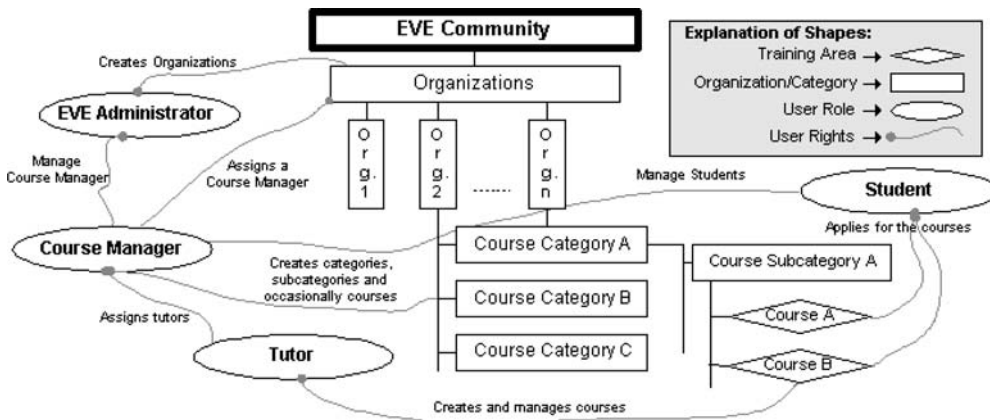 EVE Community
Explanation of Shapes:
Training Area
Organization/Category
User Role
User Rights
Creates Organizations
Organizations
EVE Administrator
Org.1
Org.2
........
Org.n
Manage
Course Manager
Assigns a
Course Manager
Manage Students
Student
Applies for the courses
Course Manager
Course Category A
Course Subcategory A
Creates categories,
subcategories and
occasionally courses
Course Category B
Course A
Assigns tutors
Tutor
Course Category C
Course B
Creates and manages courses